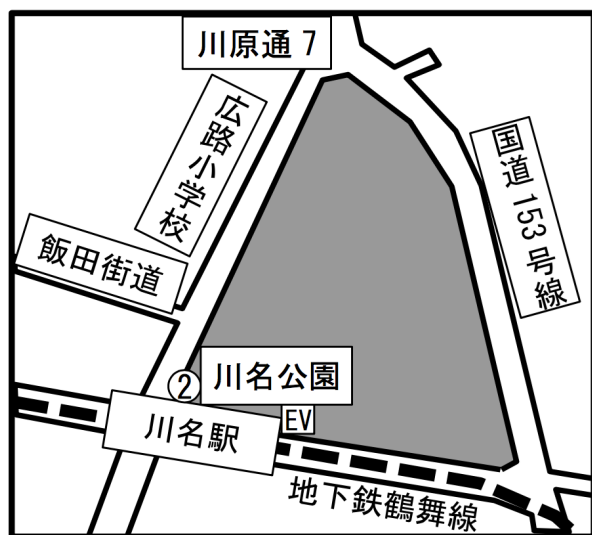 川原通7
広路小学校
国道153号線
飯田街道
②
川名公園
EV
川名駅
地下鉄鶴舞線